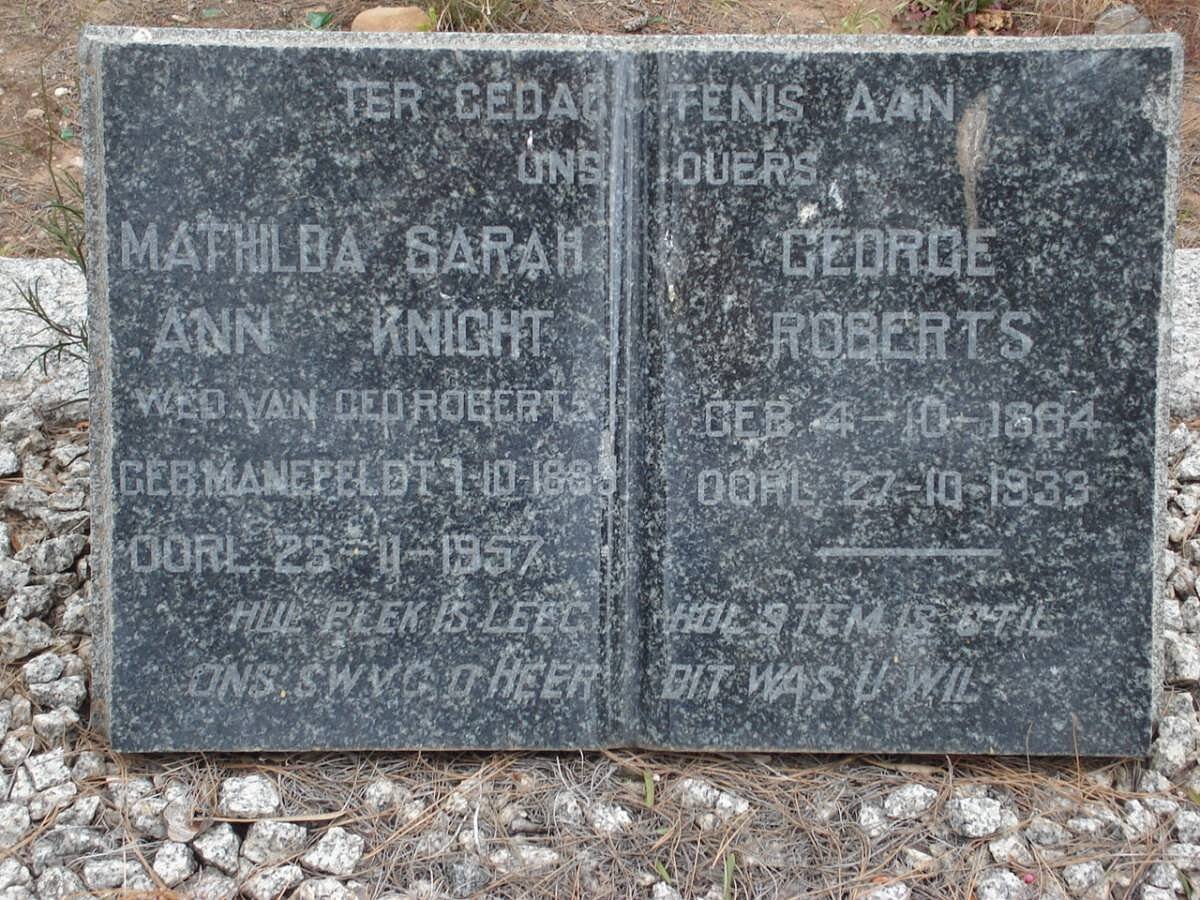 TER GEDAGTENIS AAN
ONS OUERS
MATHILDA SARAH
ANN KNIGHT
WED. VAN GEO ROBERTS
GEB MANEFELDT 1-10-1883
OORL. 23-11-1957
GEORGE
ROBERTS
GEB. 4-10-1884
OORL 27-10-1933
HUL PLEK IS LEEG HUL STEM IS STIL
ONS SWYG O HEER DIT WAS U WIL